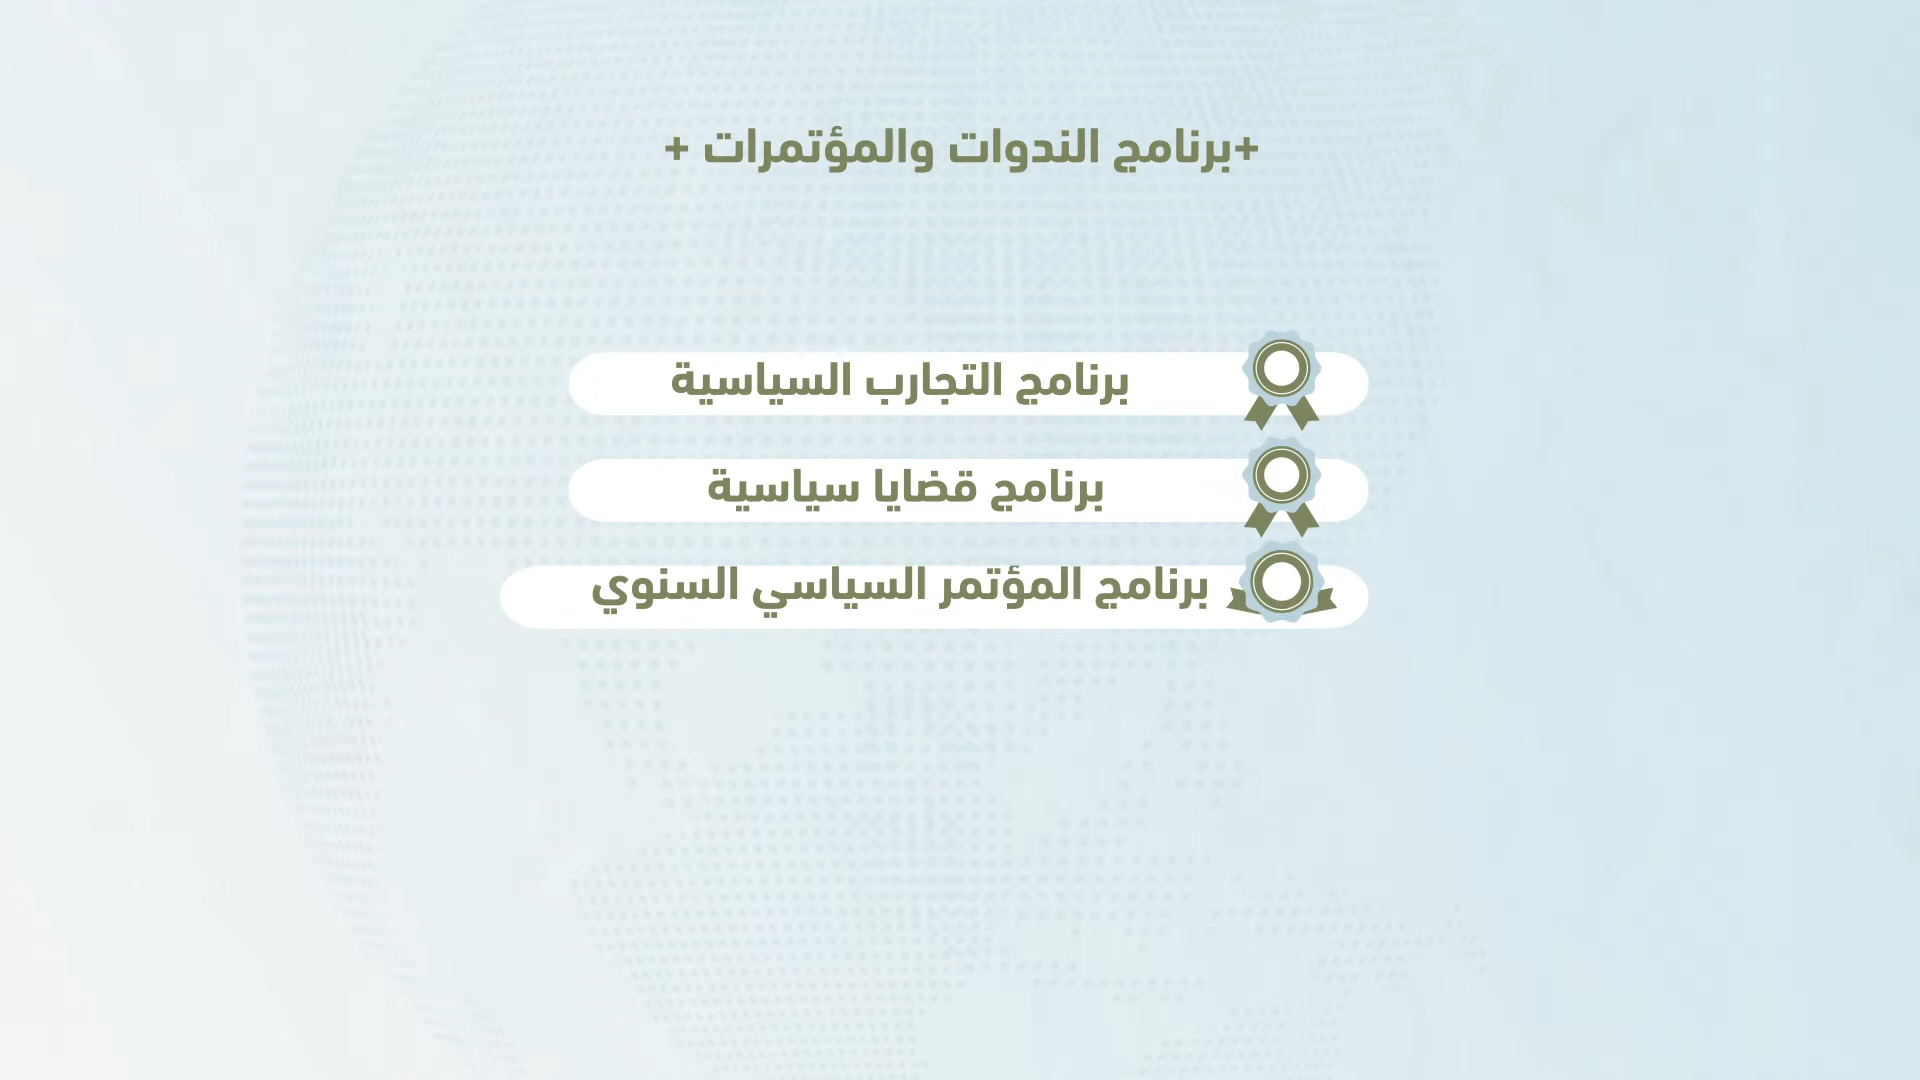 +برنامج الندوات والمؤتمرات +
برنامج التجارب السياسية
برنامج قضايا سياسية
برنامج المؤتمر السياسي السنوي